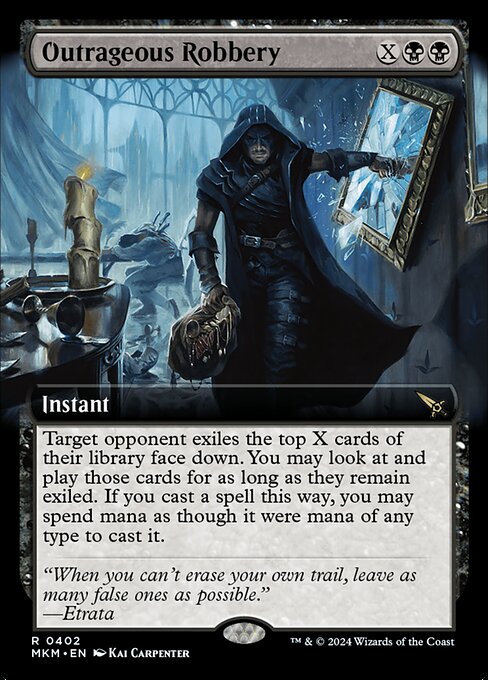 Outrageous Robbery X
Instant
Target opponent exiles the top X cards of
their library face down. You may look at and
play those cards for as long as they remain
exiled. If you cast a spell this way, you may
spend mana as though it were mana of any
type to cast it.
“When you can’t erase your own trail, leave as
many false ones as possible.”
—Etrata
R 0402
MKM • EN Kai Carpenter
™ & © 2024 Wizards of the Coast